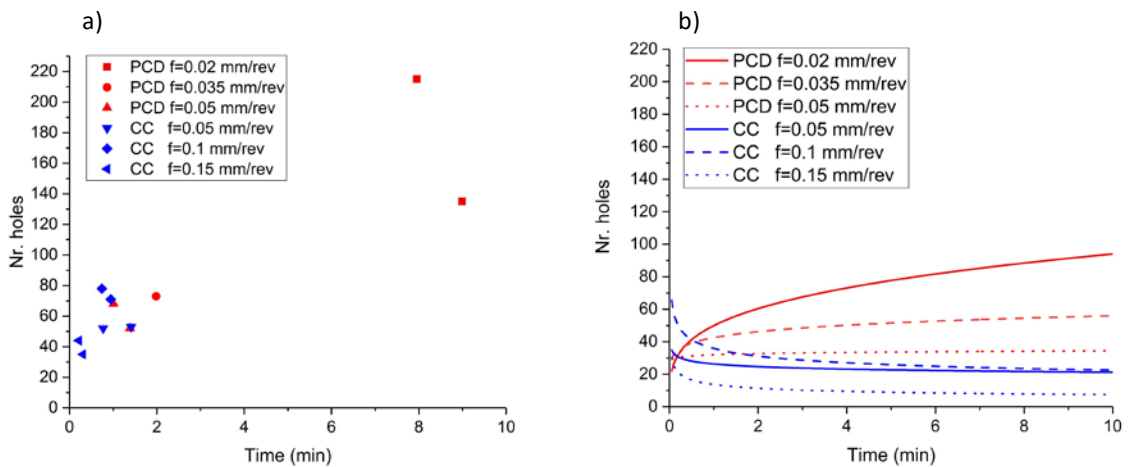 a)
PCD f=0.02 mm/rev
PCD f=0.035 mm/rev
PCD f=0.05 mm/rev
CC f=0.05 mm/rev
CC f=0.1 mm/rev
CC f=0.15 mm/rev
220
200
180
160
140
120
100
80
60
40
20
0
Nr. holes
0 2 4 6 8 10
Time (min)
b)
PCD f=0.02 mm/rev
PCD f=0.035 mm/rev
PCD f=0.05 mm/rev
CC f=0.05 mm/rev
CC f=0.1 mm/rev
CC f=0.15 mm/rev
220
200
180
160
140
120
100
80
60
40
20
0
Nr. holes
0 2 4 6 8 10
Time (min)